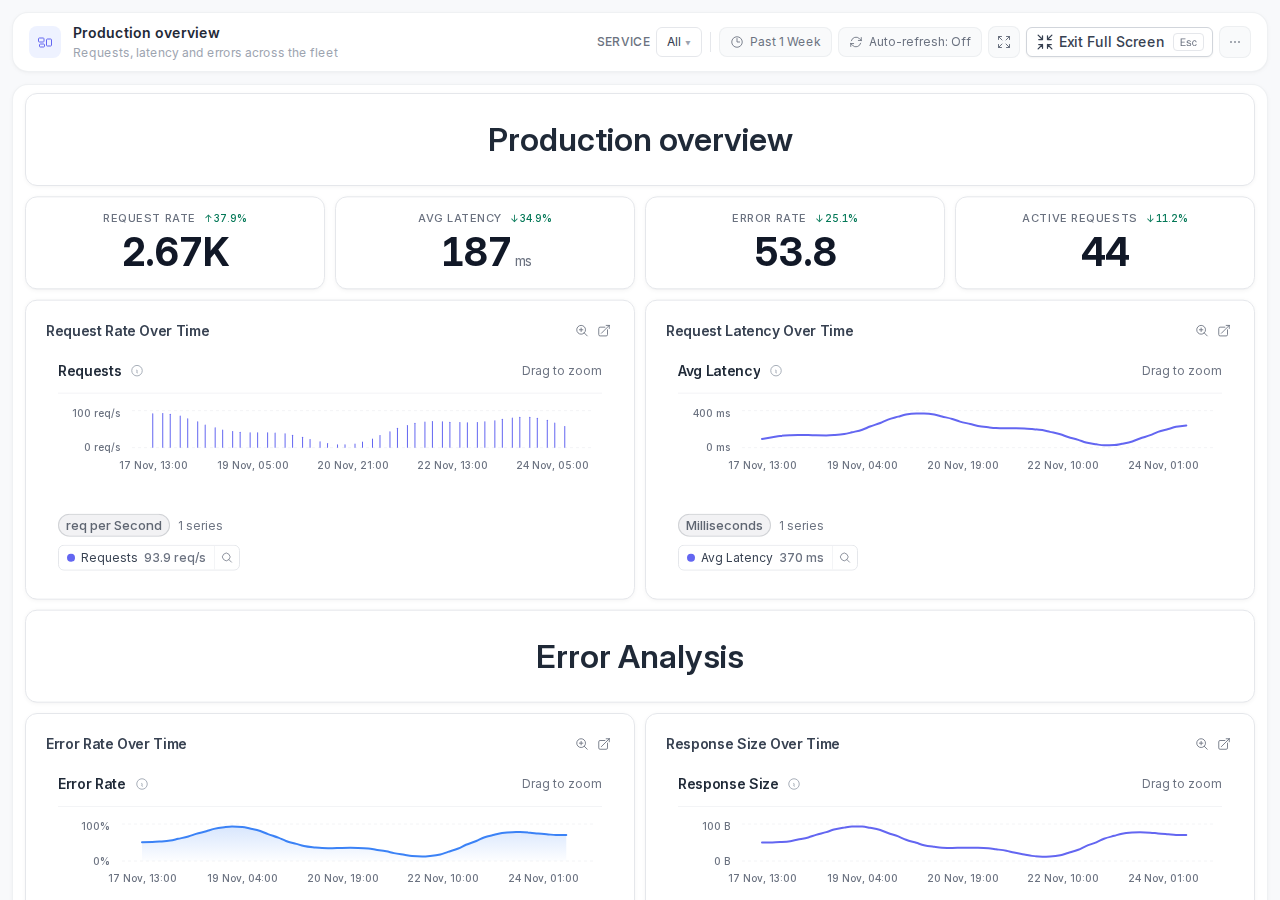 Production overview
Requests, latency and errors across the fleet
SERVICE All Past 1 Week Auto-refresh: Off Exit Full Screen Esc
Production overview
REQUEST RATE ↑37.9%
2.67K
AVG LATENCY ↓34.9%
187 ms
ERROR RATE ↓25.1%
53.8
ACTIVE REQUESTS ↓11.2%
44
Request Rate Over Time
Requests Drag to zoom
100 req/s
0 req/s
17 Nov, 13:00 19 Nov, 05:00 20 Nov, 21:00 22 Nov, 13:00 24 Nov, 05:00
req per Second 1 series
Requests 93.9 req/s
Request Latency Over Time
Avg Latency Drag to zoom
400 ms
0 ms
17 Nov, 13:00 19 Nov, 04:00 20 Nov, 19:00 22 Nov, 10:00 24 Nov, 01:00
Milliseconds 1 series
Avg Latency 370 ms
Error Analysis
Error Rate Over Time
Error Rate Drag to zoom
100%
0%
17 Nov, 13:00 19 Nov, 04:00 20 Nov, 19:00 22 Nov, 10:00 24 Nov, 01:00
Response Size Over Time
Response Size Drag to zoom
100 B
0 B
17 Nov, 13:00 19 Nov, 04:00 20 Nov, 19:00 22 Nov, 10:00 24 Nov, 01:00